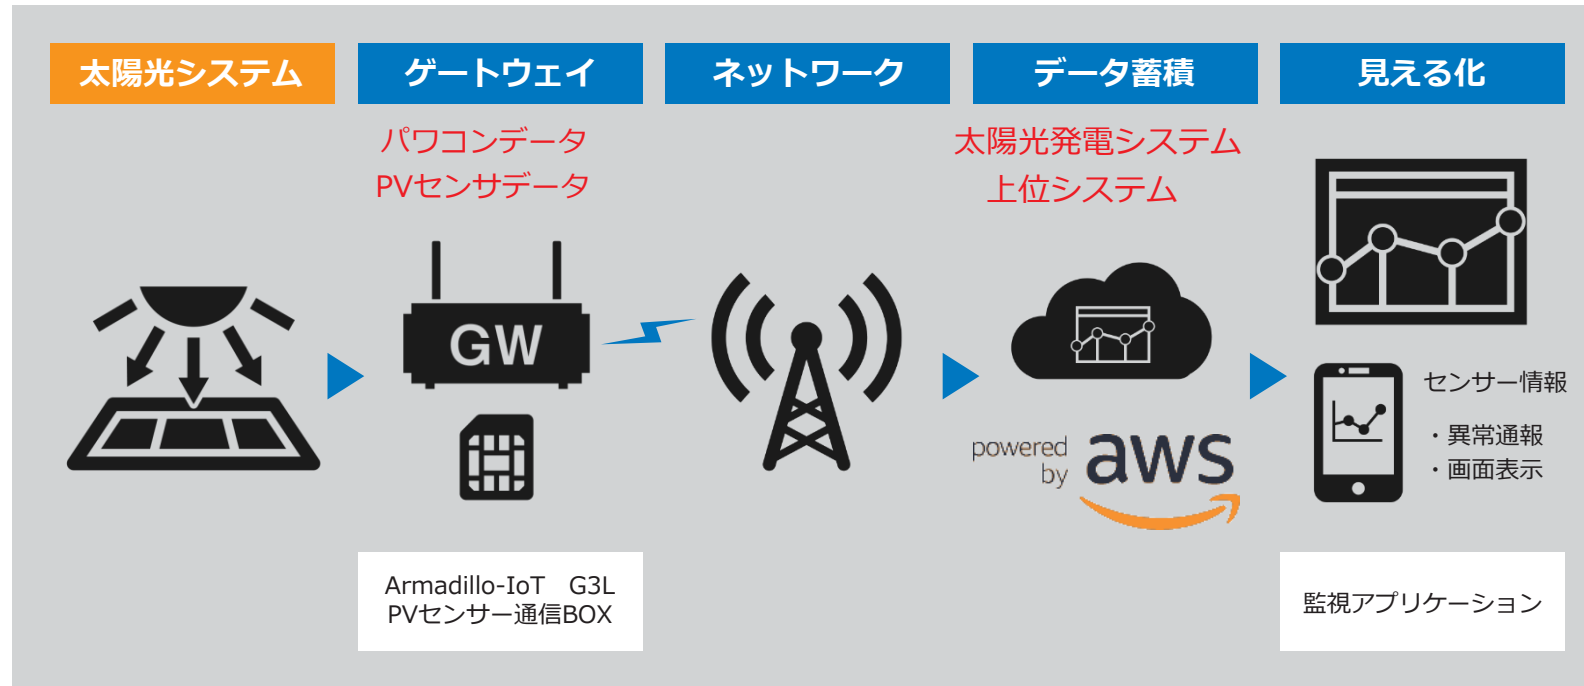 太陽光システム
ゲートウェイ
ネットワーク
データ蓄積
見える化
パワコンデータ
PVセンサデータ
太陽光発電システム
上位システム
GW
powered
by
aws
センサー情報
・異常通報
・画面表示
Armadillo-IoT　G3L
PVセンサー通信BOX
監視アプリケーション